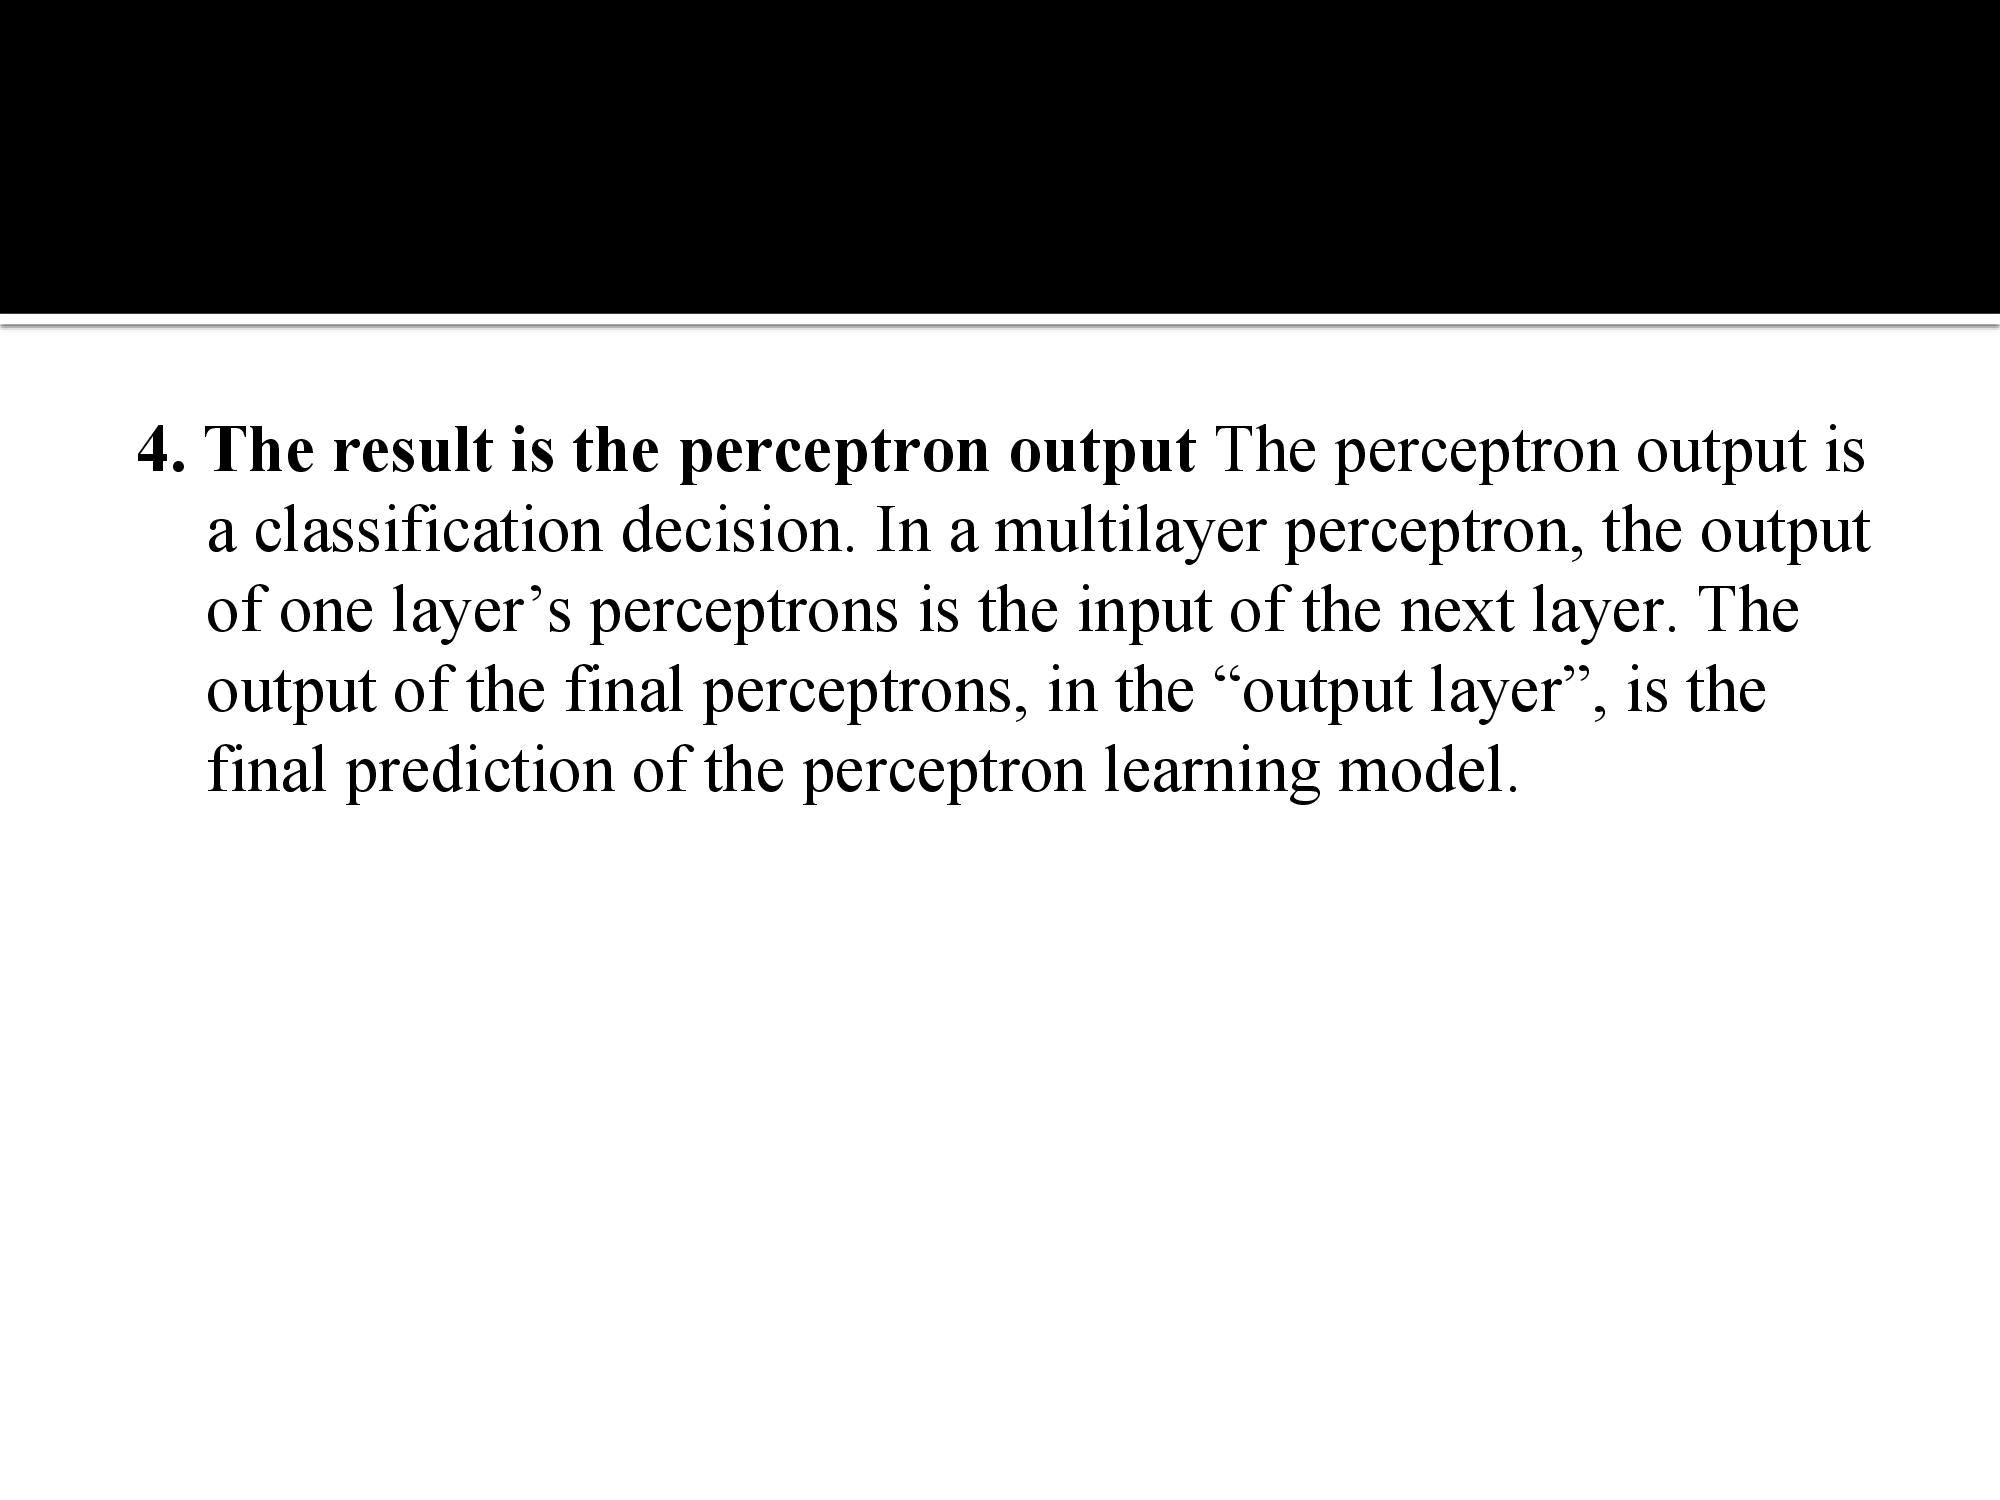 4. The result is the perceptron output The perceptron output is
a classification decision. In a multilayer perceptron, the output
of one layer’s perceptrons is the input of the next layer. The
output of the final perceptrons, in the “output layer”, is the
final prediction of the perceptron learning model.